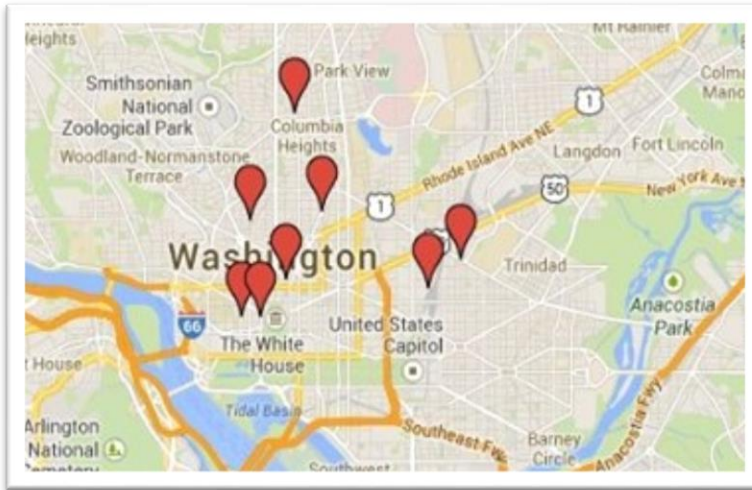 Heights
Mt Rainier
Park View
Smithsonian
National
Zoological Park
1
Columbia
Heights
Rhode Island Ave NE
Langdon
Fort Lincoln
Woodland-Normanstone
Terrace
50
New York Ave
1
Washington
Trinidad
Anacostia
Park
66
The White
House
United States
Capitol
House
Tidal Basin
Arlington
National
Southeast Fwy
Barney
Circle
Anacostia Fwy
Southwest